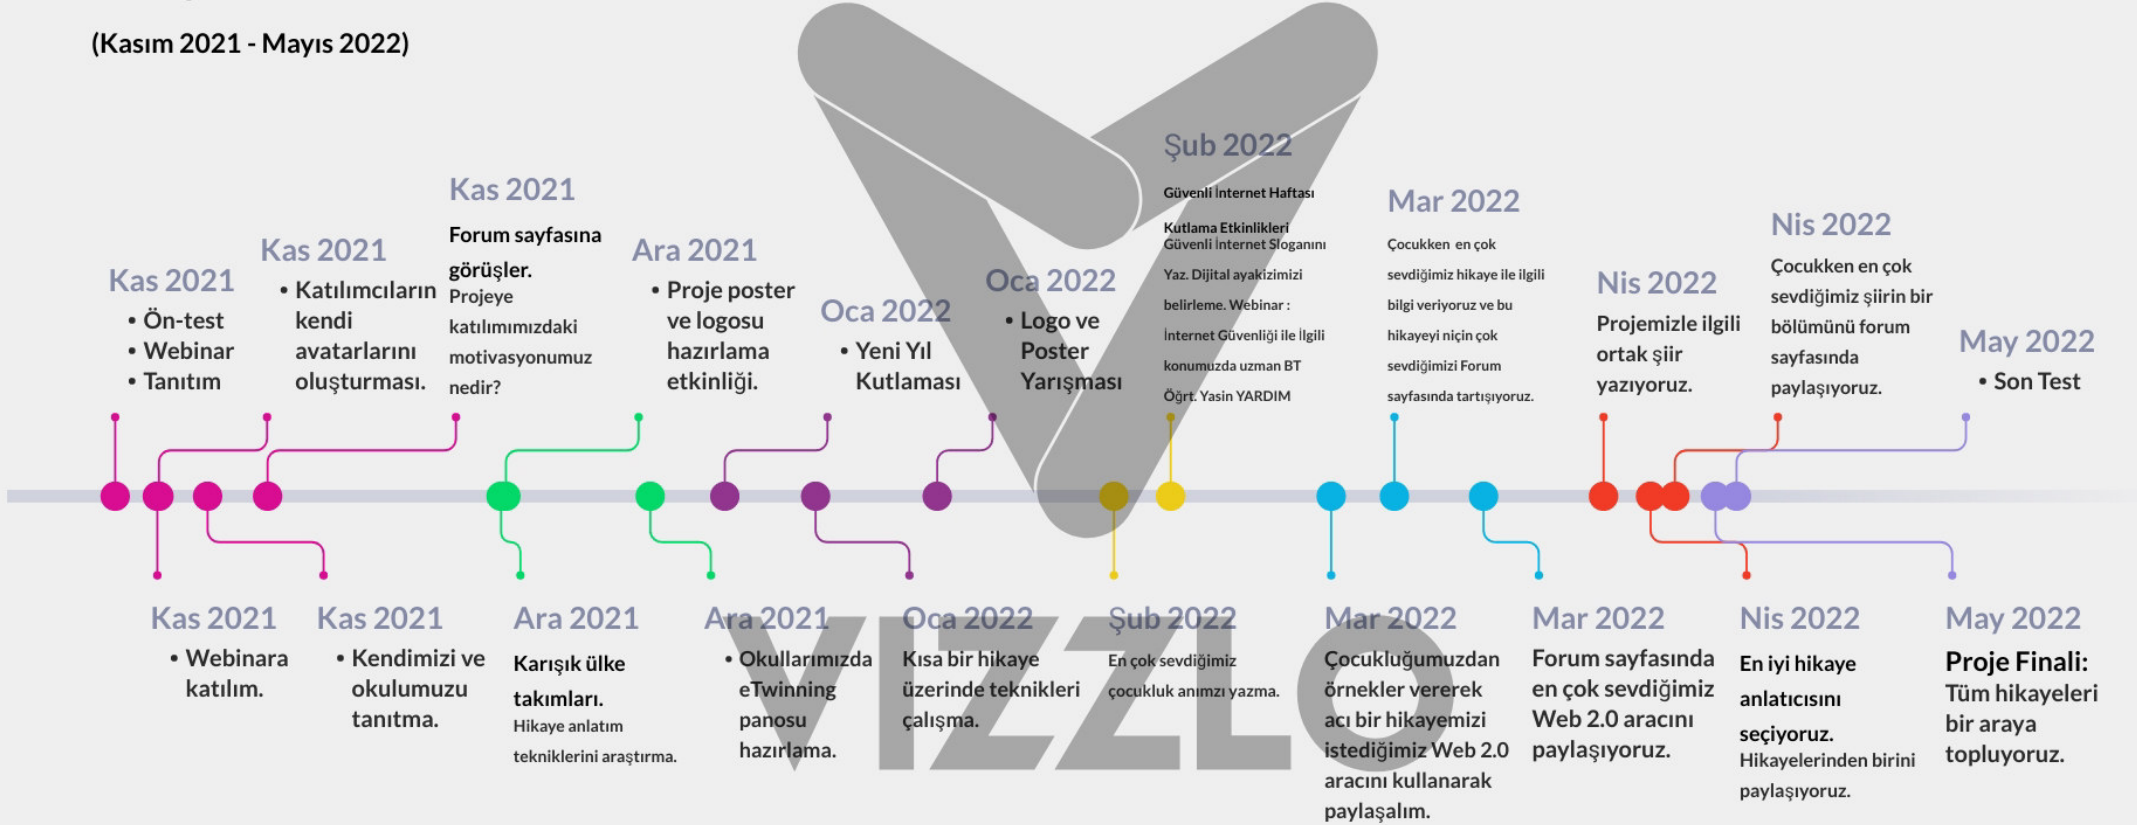 (Kasım 2021 - Mayıs 2022)
Kas 2021
• Ön-test
• Webinar
• Tanıtım
Kas 2021
• Katılımcıların
kendi
avatarlarını
oluşturması.
Kas 2021
Forum sayfasına
görüşler.
Projeye
katılımımızdaki
motivasyonumuz
nedir?
Ara 2021
• Proje poster
ve logosu
hazırlama
etkinliği.
Oca 2022
• Yeni Yıl
Kutlaması
Oca 2022
• Logo ve
Poster
Yarışması
Şub 2022
Güvenli İnternet Haftası
Kutlama Etkinlikleri
Güvenli İnternet Sloganını
Yaz. Dijital ayakizimizi
belirleme. Webinar :
İnternet Güvenliği ile İlgili
konumuzda uzman BT
Öğrt. Yasin YARDIM
Mar 2022
Çocukken en çok
sevdiğimiz hikaye ile ilgili
bilgi veriyoruz ve bu
hikayeyi niçin çok
sevdiğimizi Forum
sayfasında tartışıyoruz.
Nis 2022
Projemizle ilgili
ortak şiir
yazıyoruz.
Nis 2022
Çocukken en çok
sevdiğimiz şiirin bir
bölümünü forum
sayfasında
paylaşıyoruz.
May 2022
• Son Test
Kas 2021
• Webinara
katılım.
Kas 2021
• Kendimizi ve
okulumuzu
tanıtma.
Ara 2021
Karışık ülke
takımları.
Hikaye anlatım
tekniklerini araştırma.
Ara 2021
• Okullarımızda
eTwinning
panosu
hazırlama.
Oca 2022
Kısa bir hikaye
üzerinde teknikleri
çalışma.
Şub 2022
En çok sevdiğimiz
çocukluk anımzı yazma.
Mar 2022
Çocukluğumuzdan
örnekler vererek
acı bir hikayemizi
istediğimiz Web 2.0
aracını kullanarak
paylaşalım.
Mar 2022
Forum sayfasında
en çok sevdiğimiz
Web 2.0 aracını
paylaşıyoruz.
Nis 2022
En iyi hikaye
anlatıcısını
seçiyoruz.
Hikayelerinden birini
paylaşıyoruz.
May 2022
Proje Finali:
Tüm hikayeleri
bir araya
topluyoruz.
VIZZLO